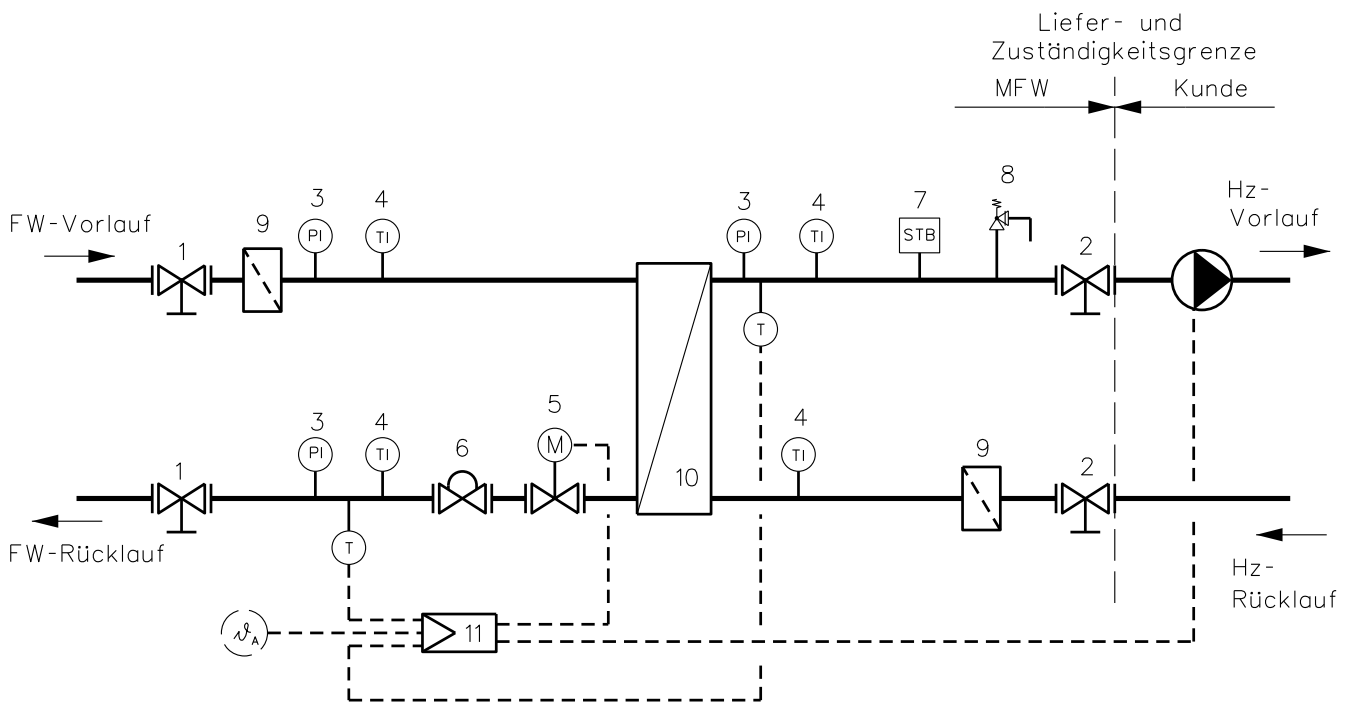 Liefer- und
Zuständigkeitsgrenze
MFW Kunde
FW-Vorlauf
1
9
3
PI
4
TI
3
PI
4
TI
7
STB
8
2
Hz-
Vorlauf
T
1
3
PI
4
TI
6
5
M
10
4
TI
9
2
FW-Rücklauf
T
Hz-
Rücklauf
ϑA
11